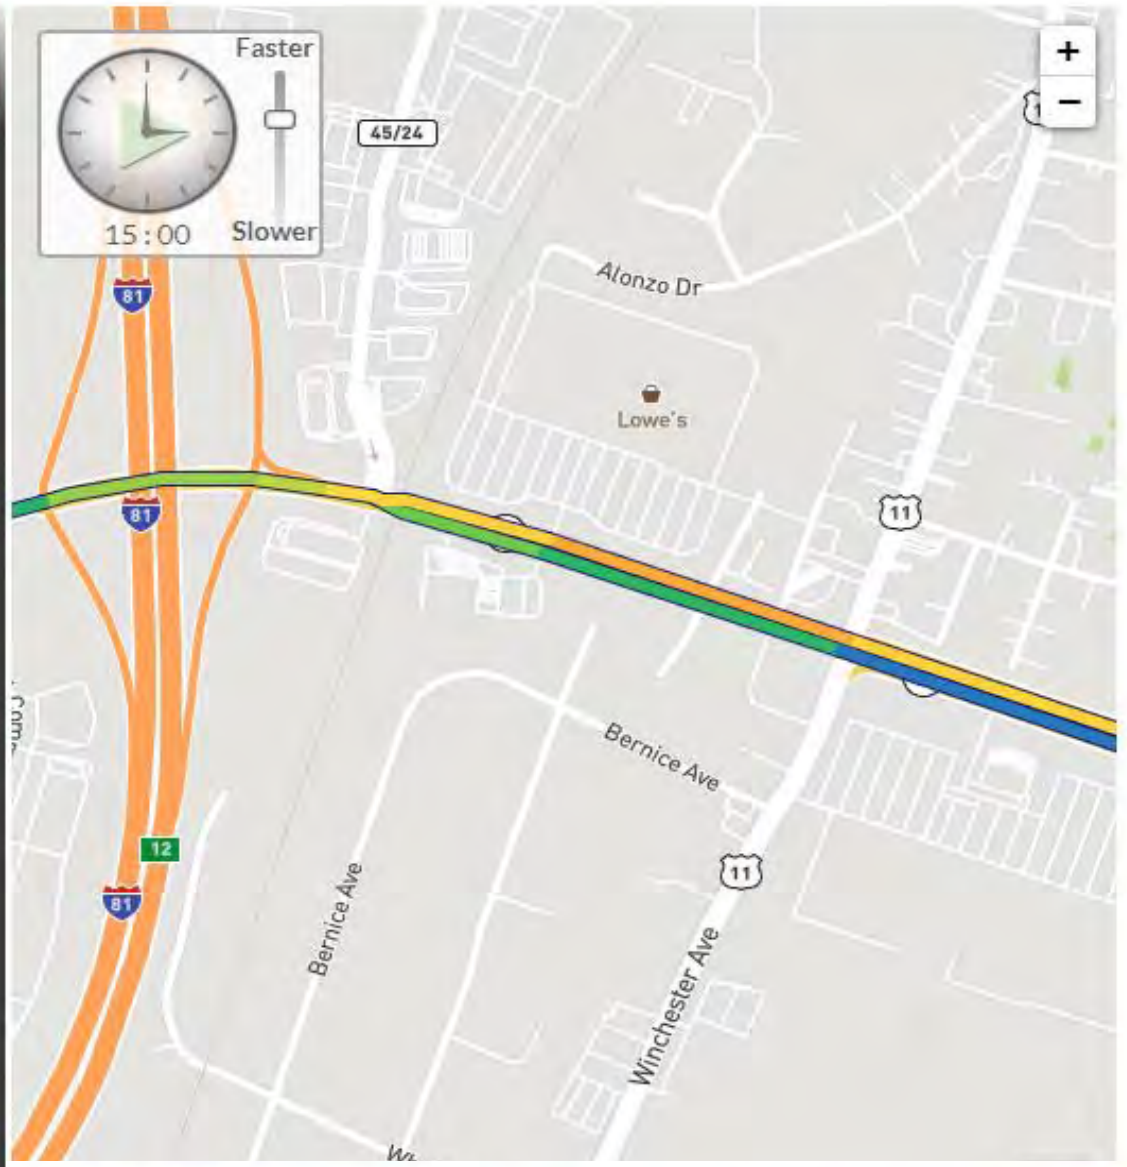 Faster
+
−
45/24
15:00
Slower
81
Alonzo Dr
Lowe's
81
11
Bernice Ave
12
11
81
Bernice Ave
Winchester Ave